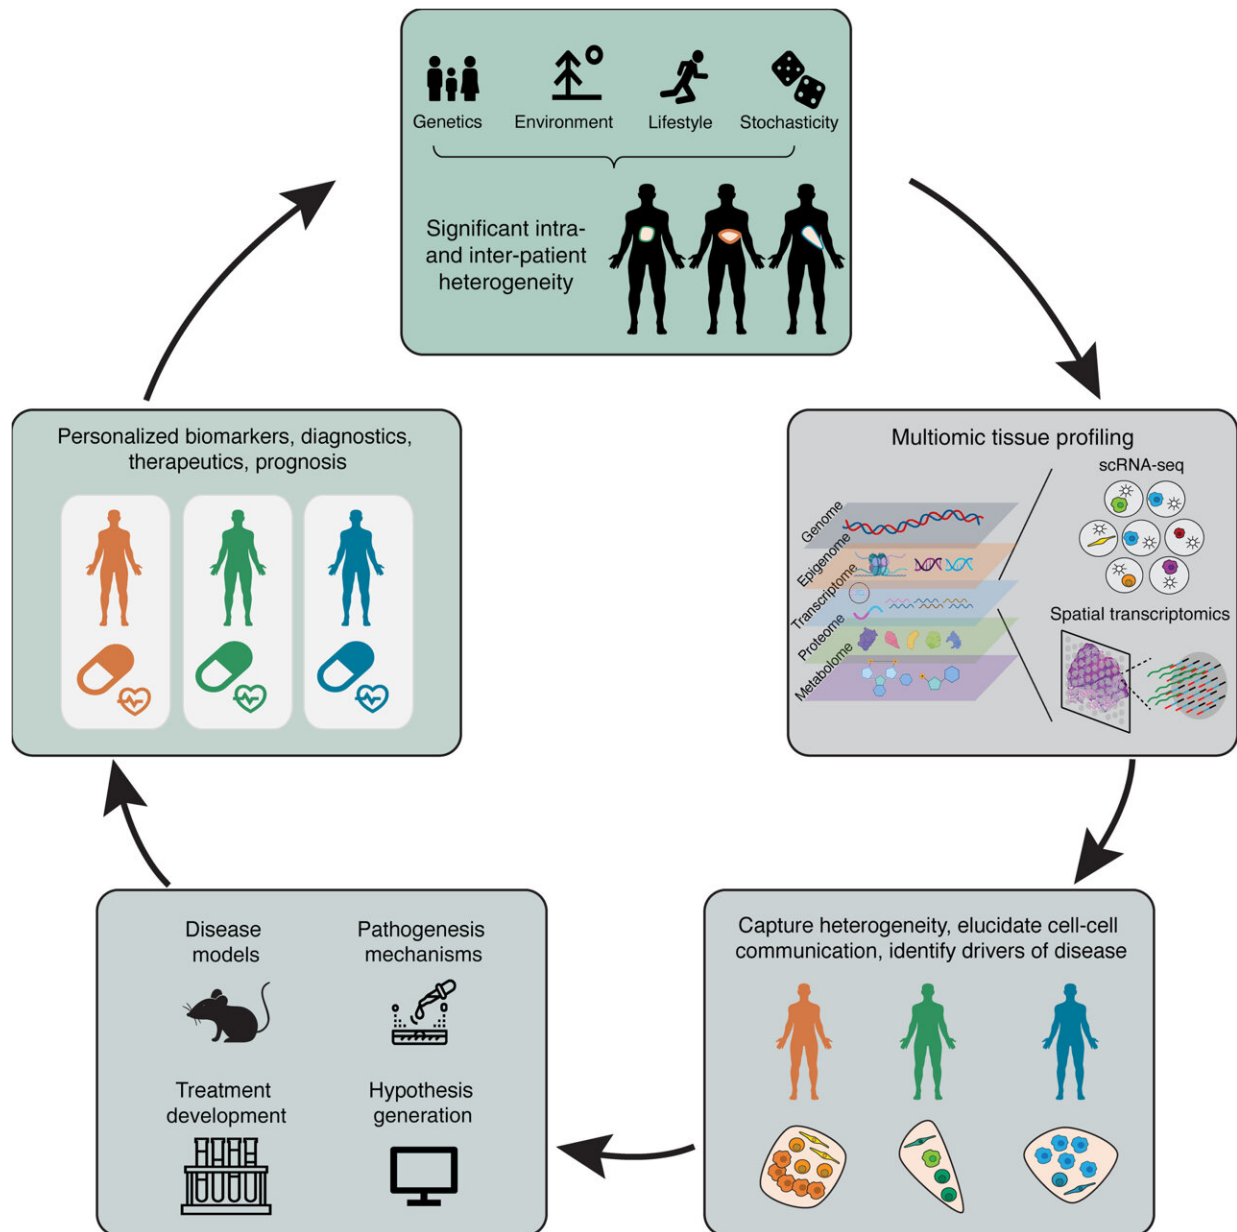 Genetics
Environment
Lifestyle
Stochasticity
Significant intra-
and inter-patient
heterogeneity
Multiomic tissue profiling
Genome
Epigenome
Transcriptome
Proteome
Metabolome
scRNA-seq
Spatial transcriptomics
Capture heterogeneity, elucidate cell-cell
communication, identify drivers of disease
Disease
models
Pathogenesis
mechanisms
Treatment
development
Hypothesis
generation
Personalized biomarkers, diagnostics,
therapeutics, prognosis